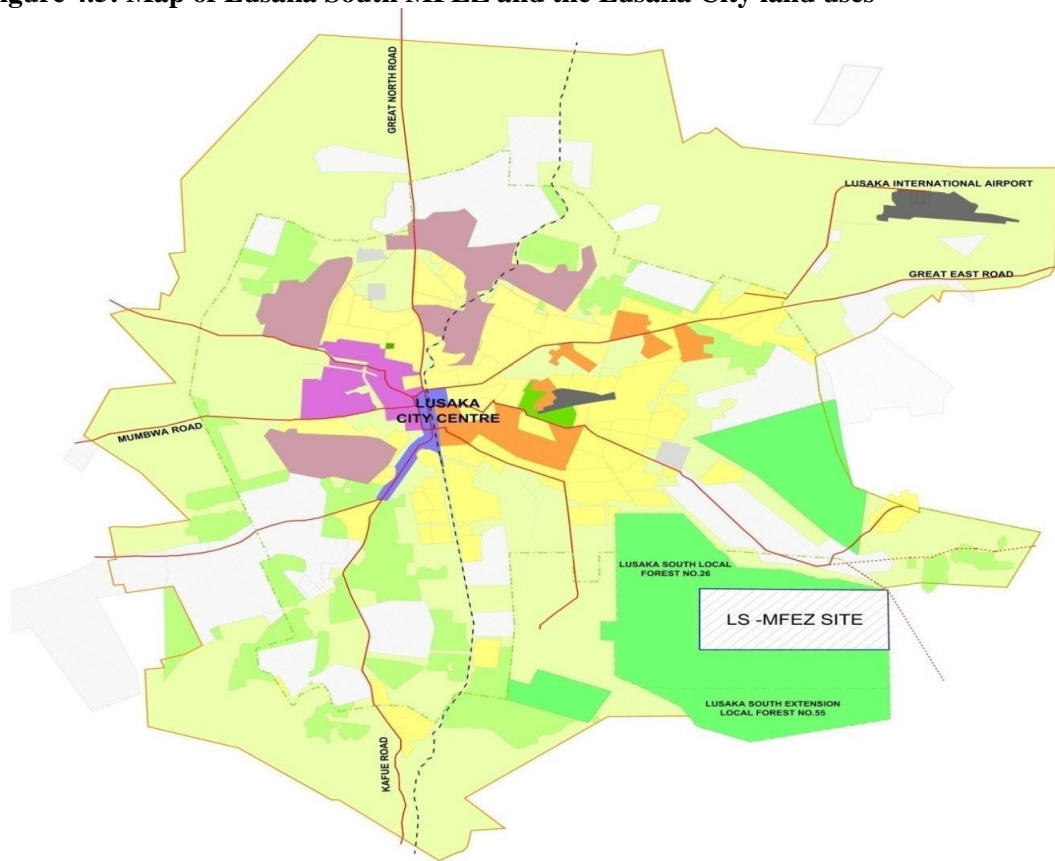 Figure 4.3: Map of Lusaka South MFEZ and the Lusaka City land uses
GREAT NORTH ROAD
LUSAKA INTERNATIONAL AIRPORT
GREAT EAST ROAD
LUSAKA
CITY CENTRE
MUMBWA ROAD
LUSAKA SOUTH LOCAL
FOREST NO.26
LS -MFEZ SITE
LUSAKA SOUTH EXTENSION
LOCAL FOREST NO.55
KAFUE ROAD